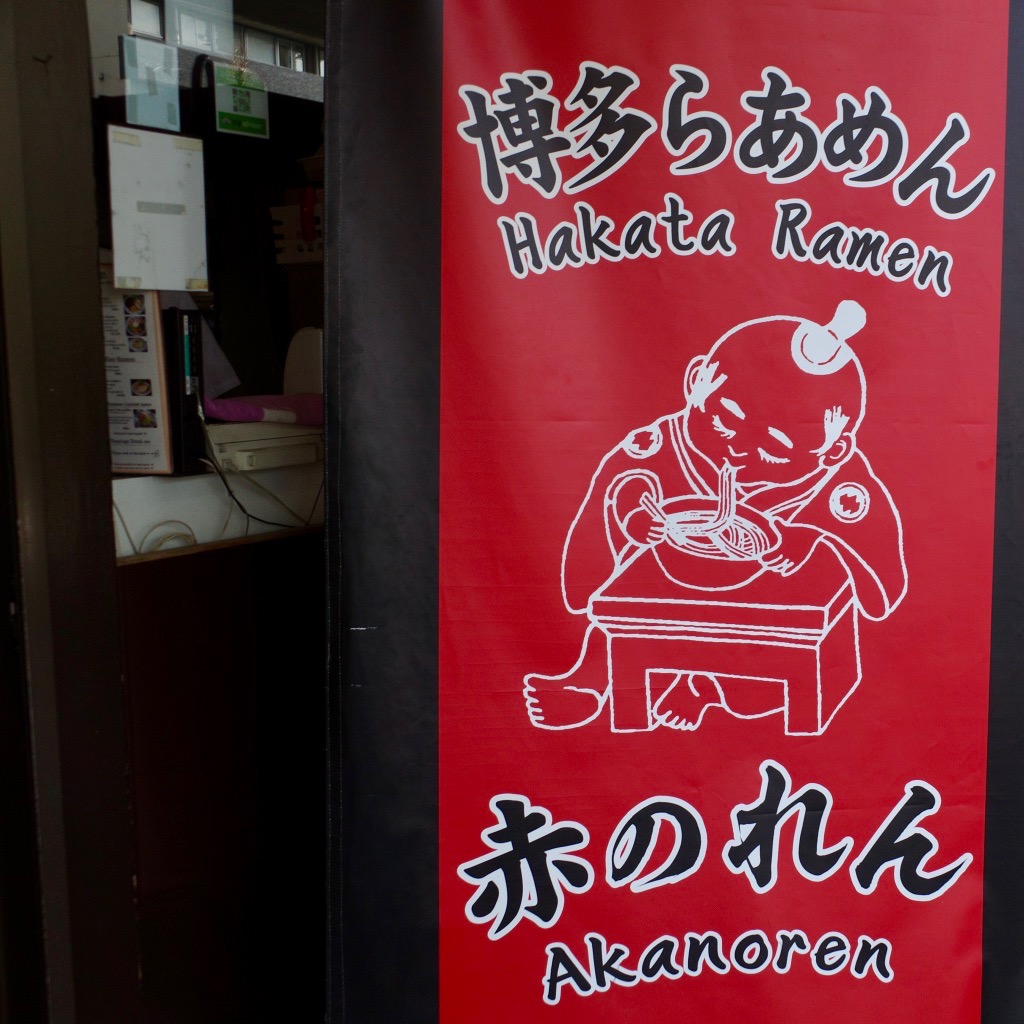 博多らあめん
Hakata Ramen
赤のれん
Akanoren